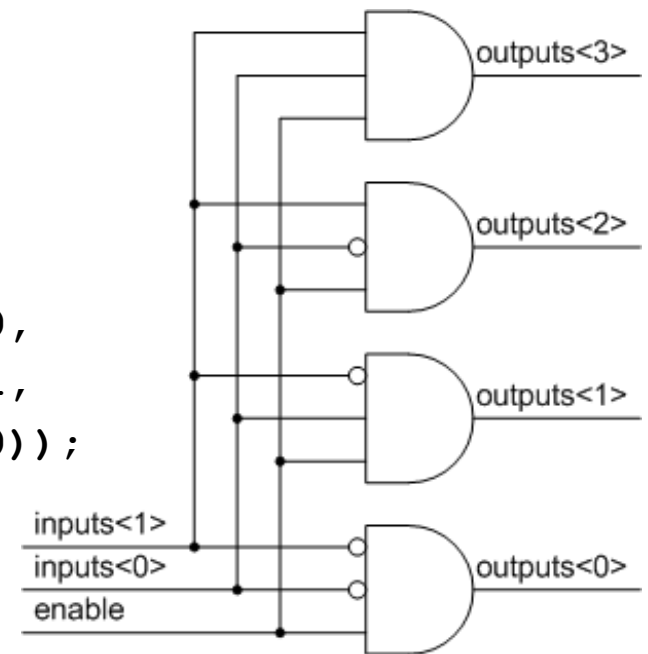 outputs<3>
outputs<2>
,
,
outputs<1>
));
inputs<1>
inputs<0>
outputs<0>
enable